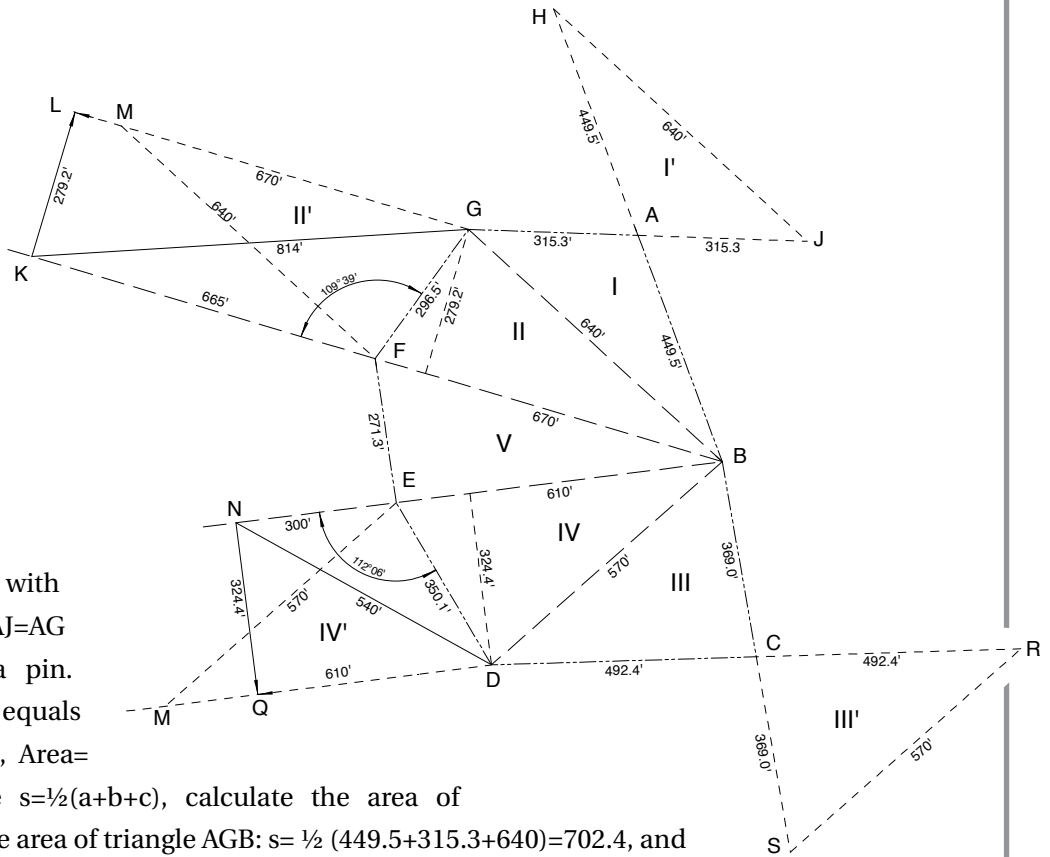 H
L
M
449.5'
640'
I'
279.2'
670'
G
A
640'
II'
315.3'
315.3
J
K
814'
665'
109°39'
296.5'
279.2'
I
II
640'
449.5'
F
271.3'
670'
V
B
E
N
610'
300'
IV
112°06'
324.4'
350.1'
324.4'
570'
369.0'
570'
540'
III
IV'
C
R
610'
D
492.4'
492.4'
M
Q
III'
369.0'
570'
S
with
AJ=AG
a pin.
equals
, Area=
e s=½(a+b+c), calculate the area of
e area of triangle AGB: s= ½ (449.5+315.3+640)=702.4, and